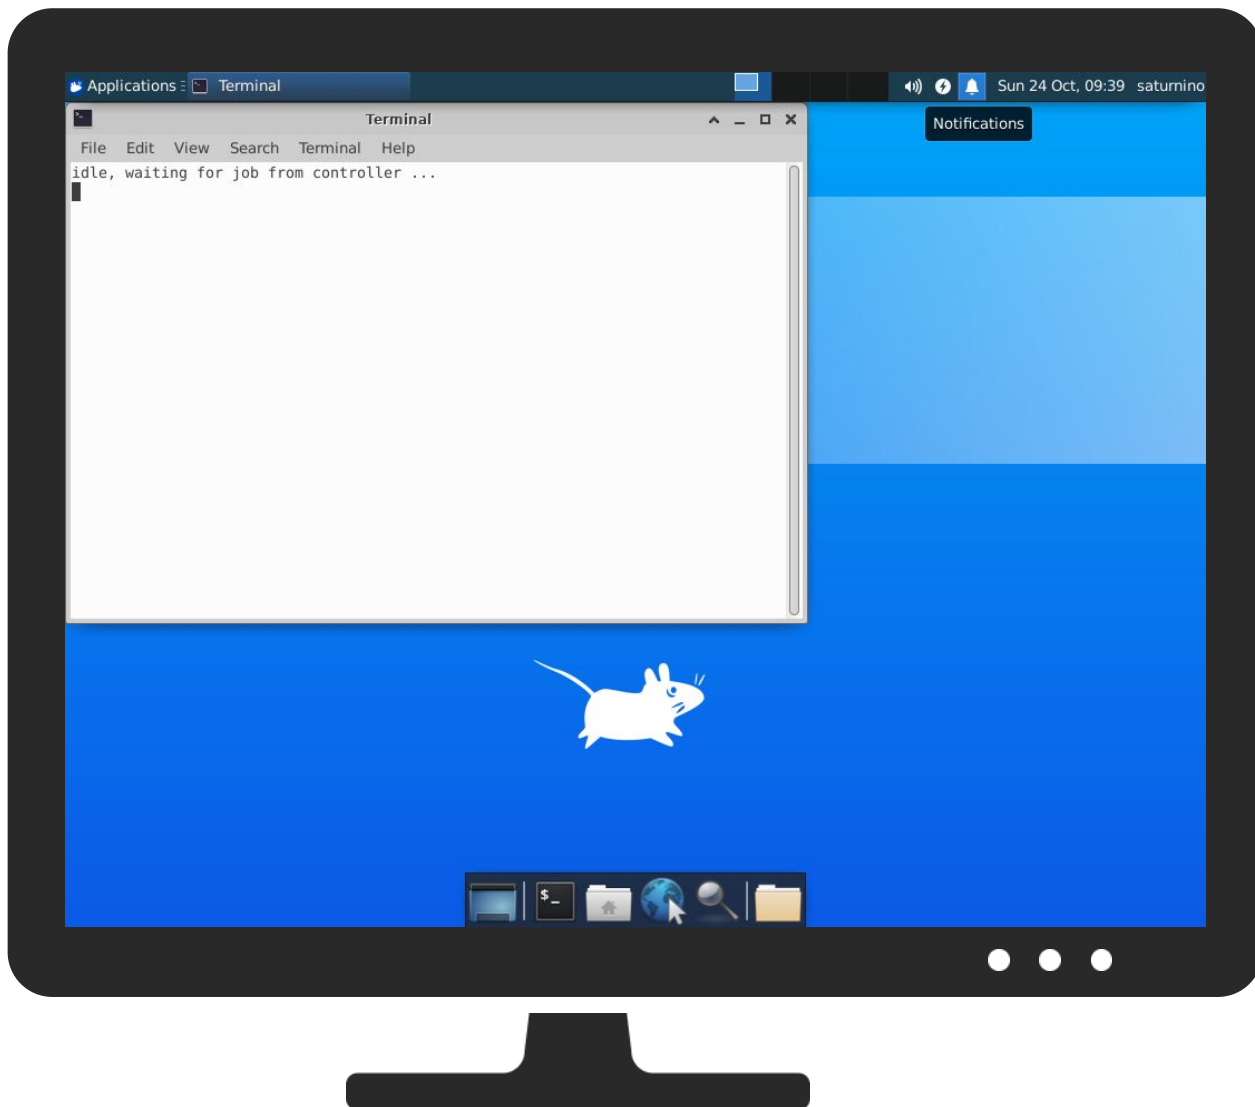 Applications
Terminal
Sun 24 Oct, 09:39 saturnino
Notifications
Terminal
File Edit View Search Terminal Help
idle, waiting for job from controller ...
$_